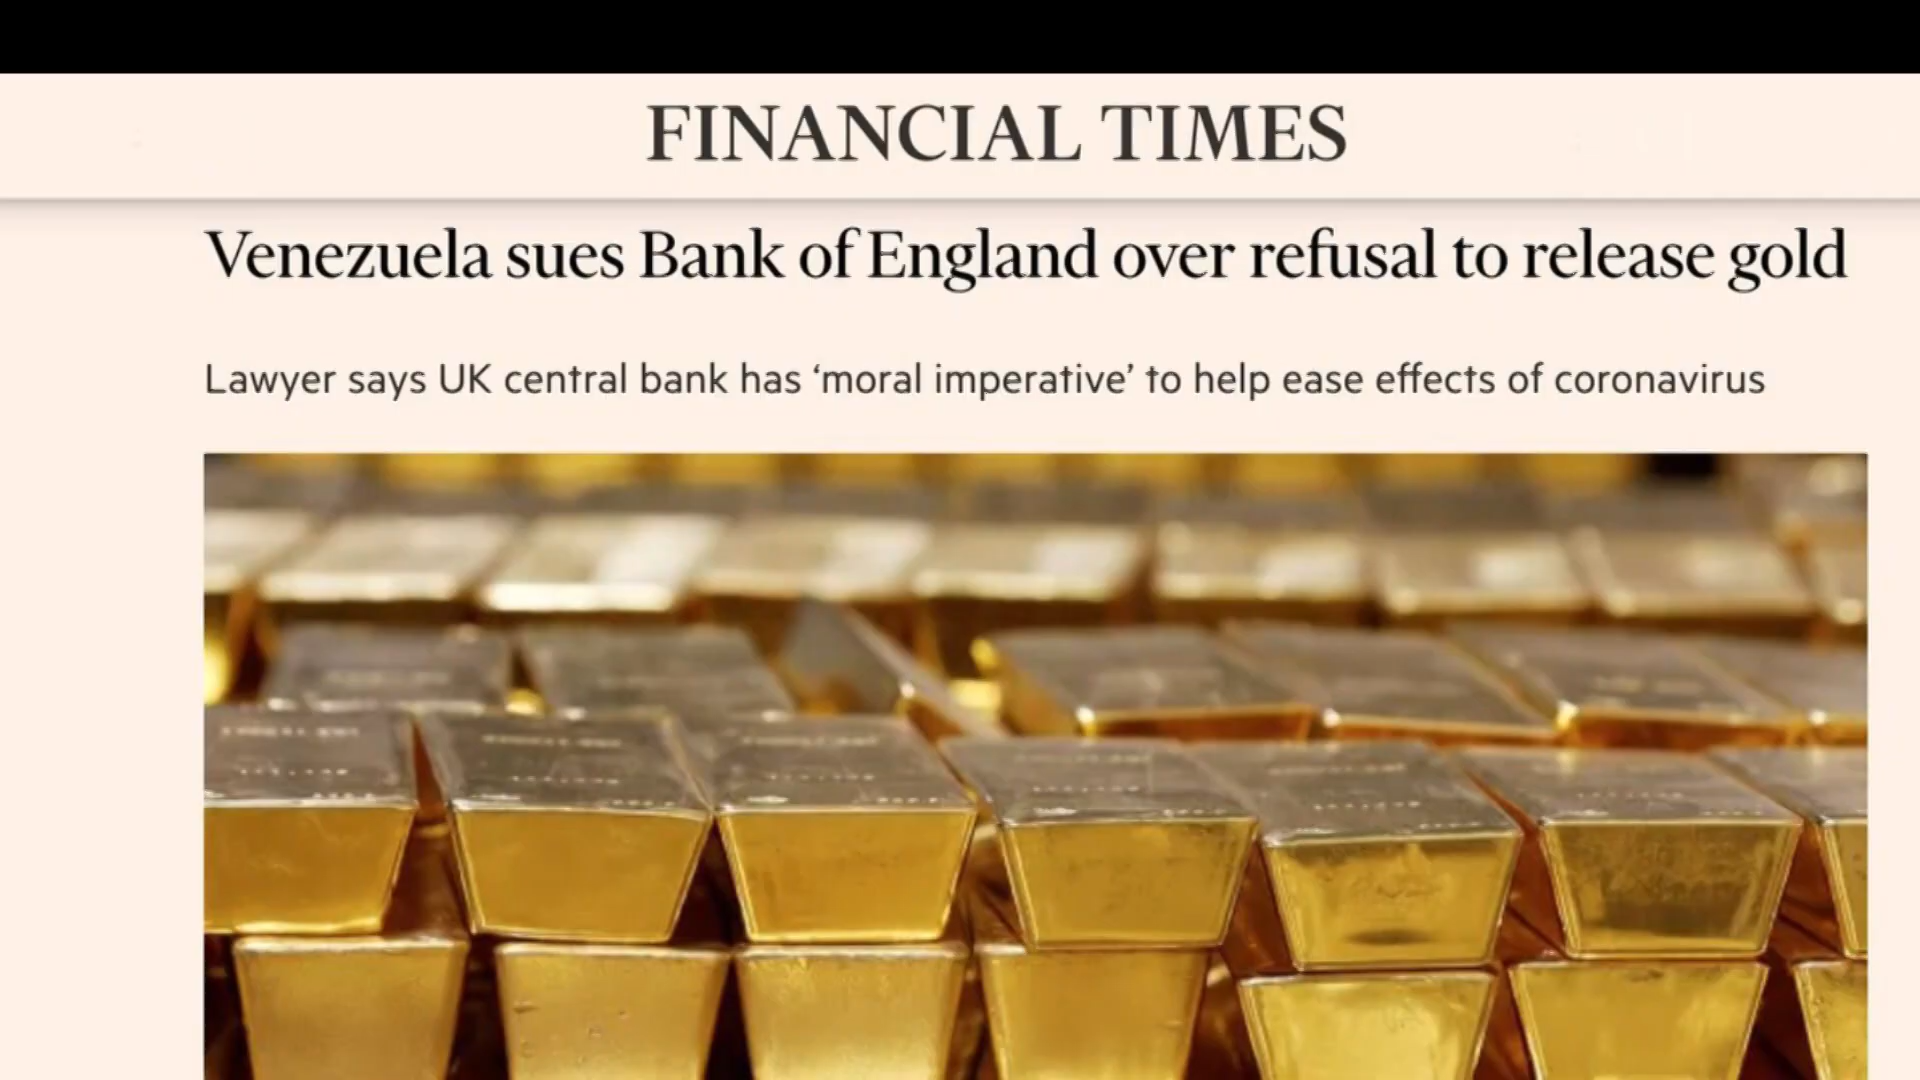 FINANCIAL TIMES
Venezuela sues Bank of England over refusal to release gold
Lawyer says UK central bank has ‘moral imperative’ to help ease effects of coronavirus